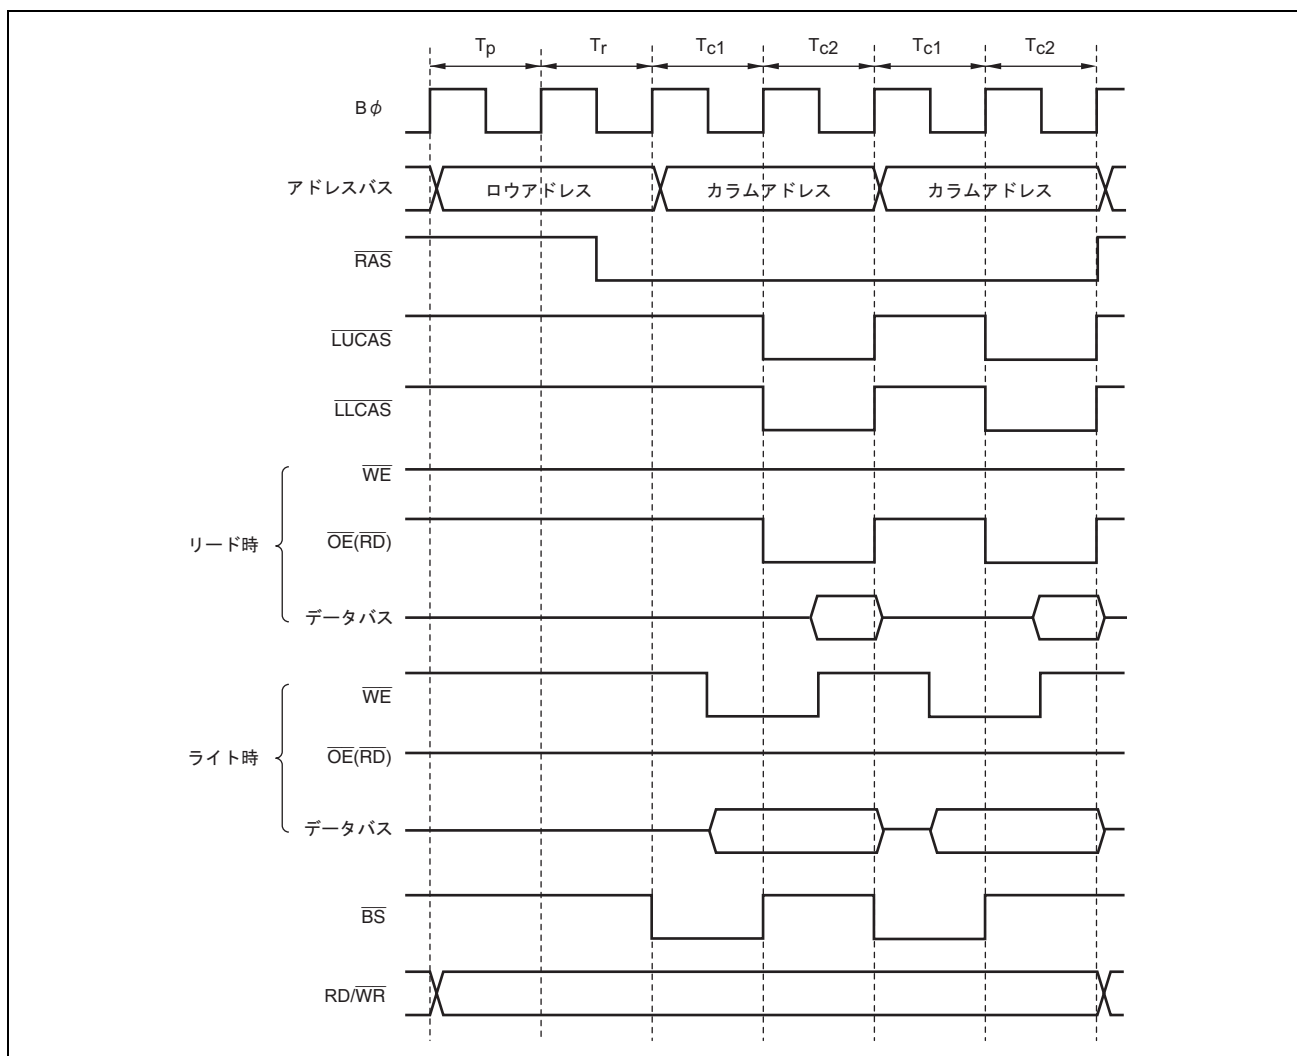 Tp Tr Tc1 Tc2 Tc1 Tc2
Bφ
アドレスバス ロウアドレス カラムアドレス カラムアドレス
RAS
LUCAS
LLCAS
WE
リード時 OE(RD)
データバス
WE
ライト時 OE(RD)
データバス
BS
RD/WR